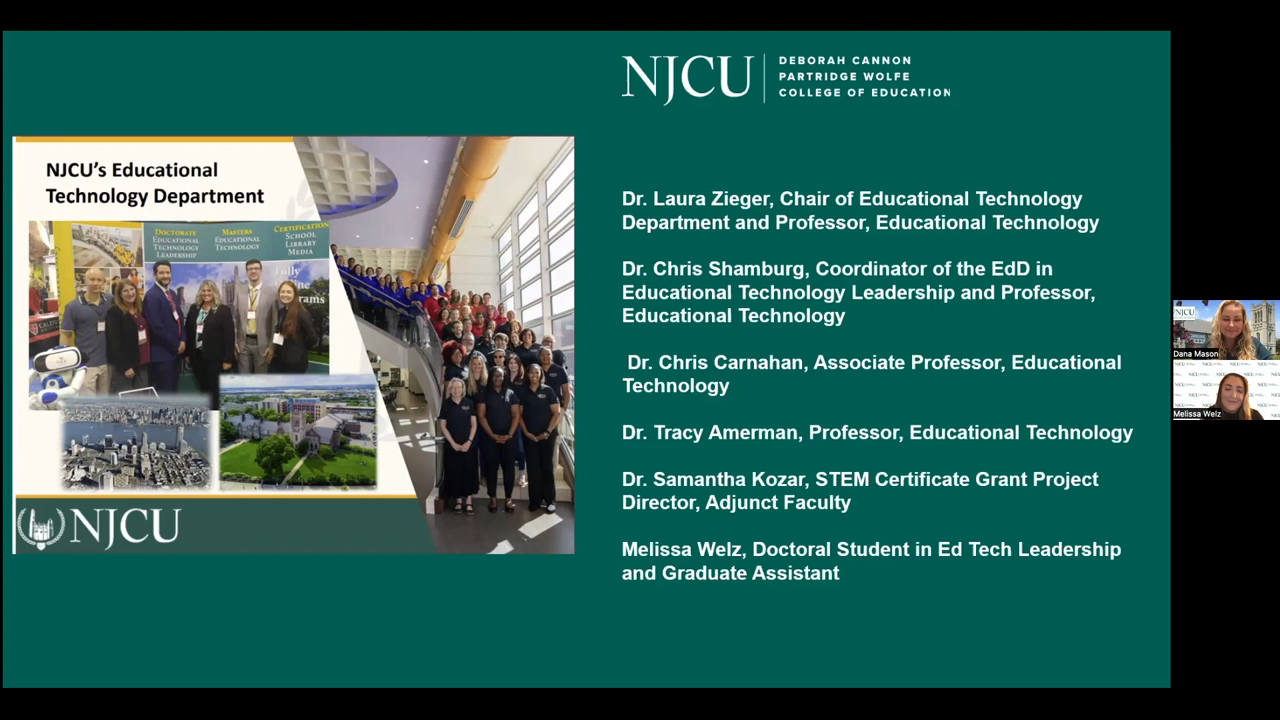 NJCU
DEBORAH CANNON
PARTRIDGE WOLFE
COLLEGE OF EDUCATION
NJCU's Educational
Technology Department
DOCTORATE
EDUCATIONAL
TECHNOLOGY
LEADERSHIP
MASTERS
EDUCATIONAL
TECHNOLOGY
CERTIFICATION
SCHOOL
LIBRARY
MEDIA
NJCU
Dr. Laura Zieger, Chair of Educational Technology
Department and Professor, Educational Technology
Dr. Chris Shamburg, Coordinator of the EdD in
Educational Technology Leadership and Professor,
Educational Technology
Dr. Chris Carnahan, Associate Professor, Educational
Technology
Dr. Tracy Amerman, Professor, Educational Technology
Dr. Samantha Kozar, STEM Certificate Grant Project
Director, Adjunct Faculty
Melissa Welz, Doctoral Student in Ed Tech Leadership
and Graduate Assistant
NJCU
Dana Mason
Melissa Welz